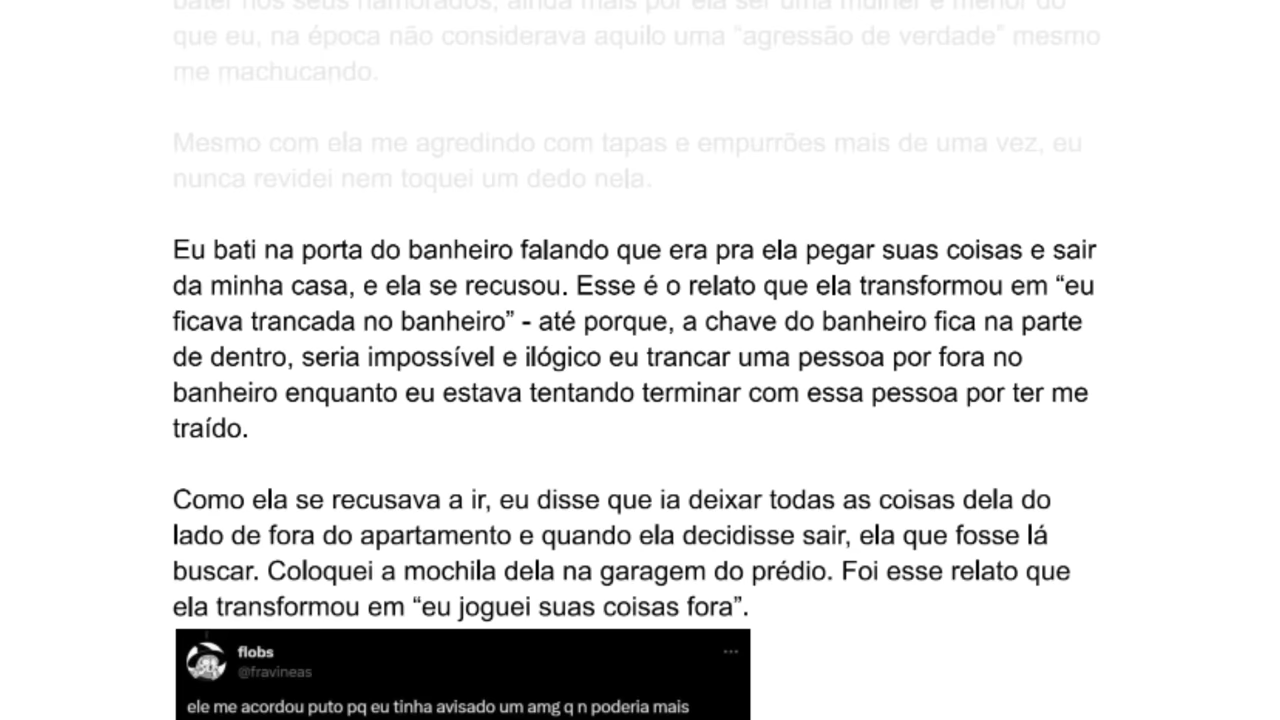 bater nos seus namorados, ainda mais por ela ser uma mulher e menor do
que eu, na época não considerava aquilo uma “agressão de verdade” mesmo
me machucando.
Mesmo com ela me agredindo com tapas e empurrões mais de uma vez, eu
nunca revidei nem toquei um dedo nela.
Eu bati na porta do banheiro falando que era pra ela pegar suas coisas e sair
da minha casa, e ela se recusou. Esse é o relato que ela transformou em “eu
ficava trancada no banheiro” - até porque, a chave do banheiro fica na parte
de dentro, seria impossível e ilógico eu trancar uma pessoa por fora no
banheiro enquanto eu estava tentando terminar com essa pessoa por ter me
traído.
Como ela se recusava a ir, eu disse que ia deixar todas as coisas dela do
lado de fora do apartamento e quando ela decidisse sair, ela que fosse lá
buscar. Coloquei a mochila dela na garagem do prédio. Foi esse relato que
ela transformou em “eu joguei suas coisas fora”.
flobs
@fravineas
ele me acordou puto pq eu tinha avisado um amg q n poderia mais